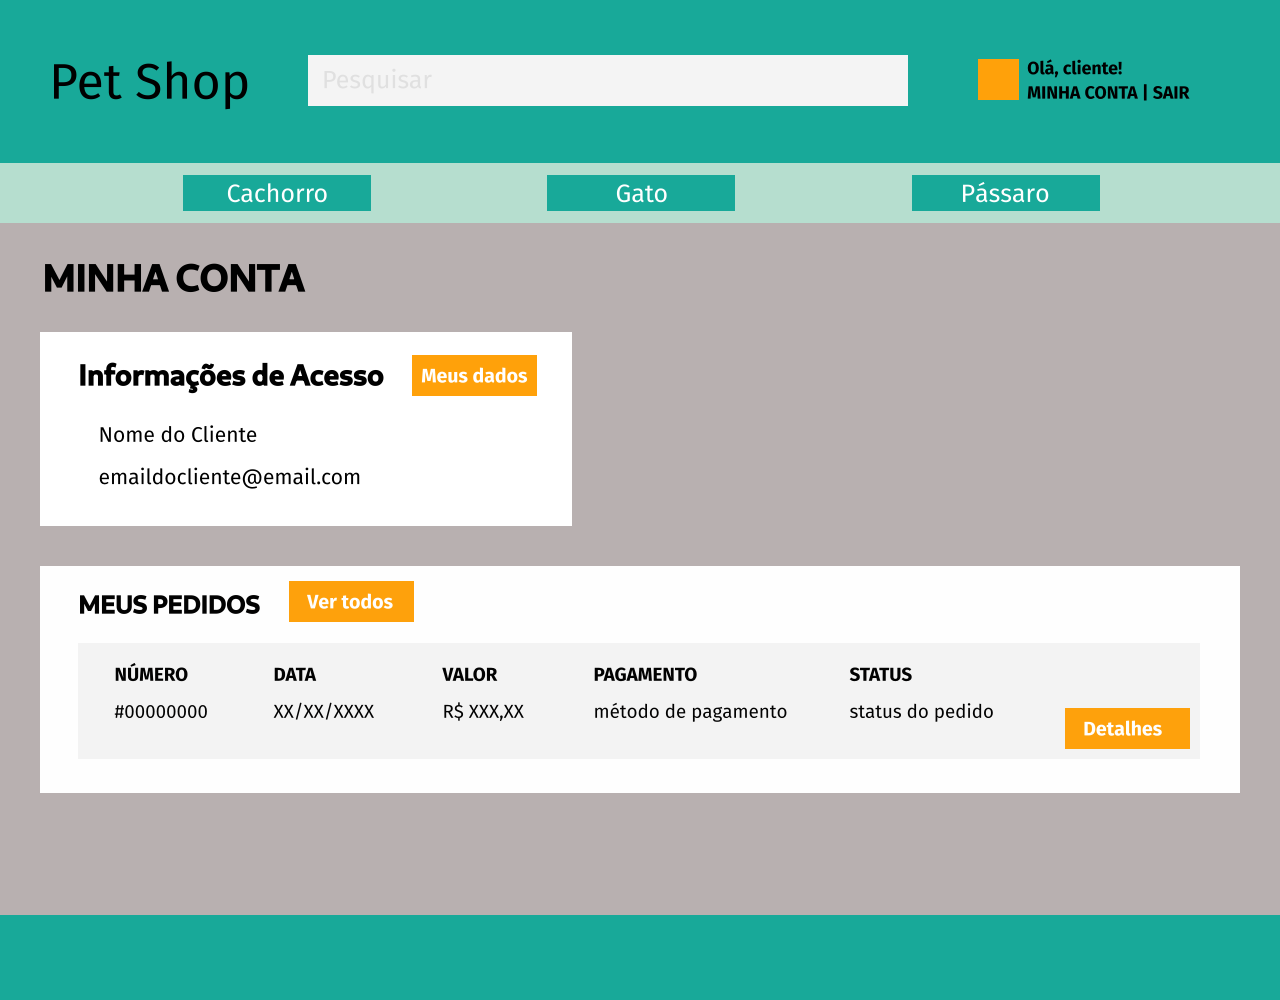 Pet Shop
Pesquisar
Olá, cliente!
MINHA CONTA | SAIR
Cachorro
Gato
Pássaro
MINHA CONTA
Informações de Acesso
Meus dados
Nome do Cliente
emaildocliente@email.com
MEUS PEDIDOS
Ver todos
NÚMERO DATA VALOR PAGAMENTO STATUS
#00000000 XX/XX/XXXX R$ XXX,XX método de pagamento status do pedido
Detalhes